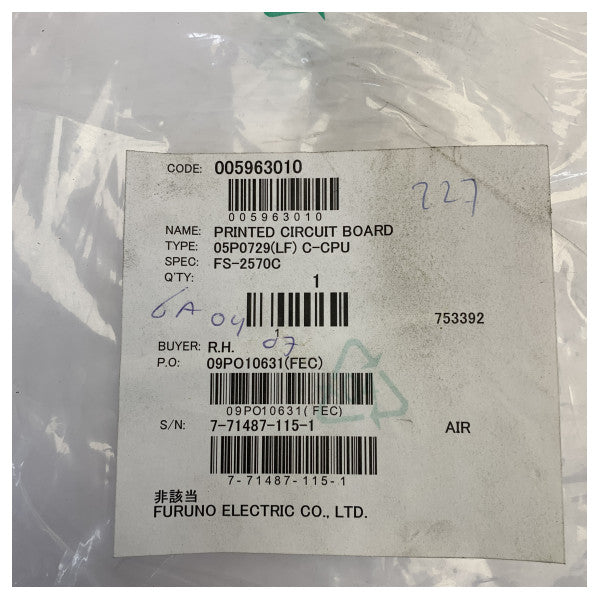 CODE: 005963010
005963010
227
NAME: PRINTED CIRCUIT BOARD
TYPE: 05P0729(LF) C-CPU
SPEC: FS-2570C
Q'TY: 1
6A 04 07
1
753392
BUYER: R.H.
P.O: 09PO10631(FEC)
09PO10631(FEC)
S/N: 7-71487-115-1 AIR
7-71487-115-1
非該当
FURUNO ELECTRIC CO., LTD.